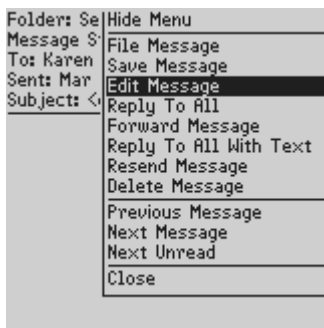 Folder: Se
Message S
To: Karen
Sent: Mar
Subject: <
Hide Menu
File Message
Save Message
Edit Message
Reply To All
Forward Message
Reply To All With Text
Resend Message
Delete Message
Previous Message
Next Message
Next Unread
Close